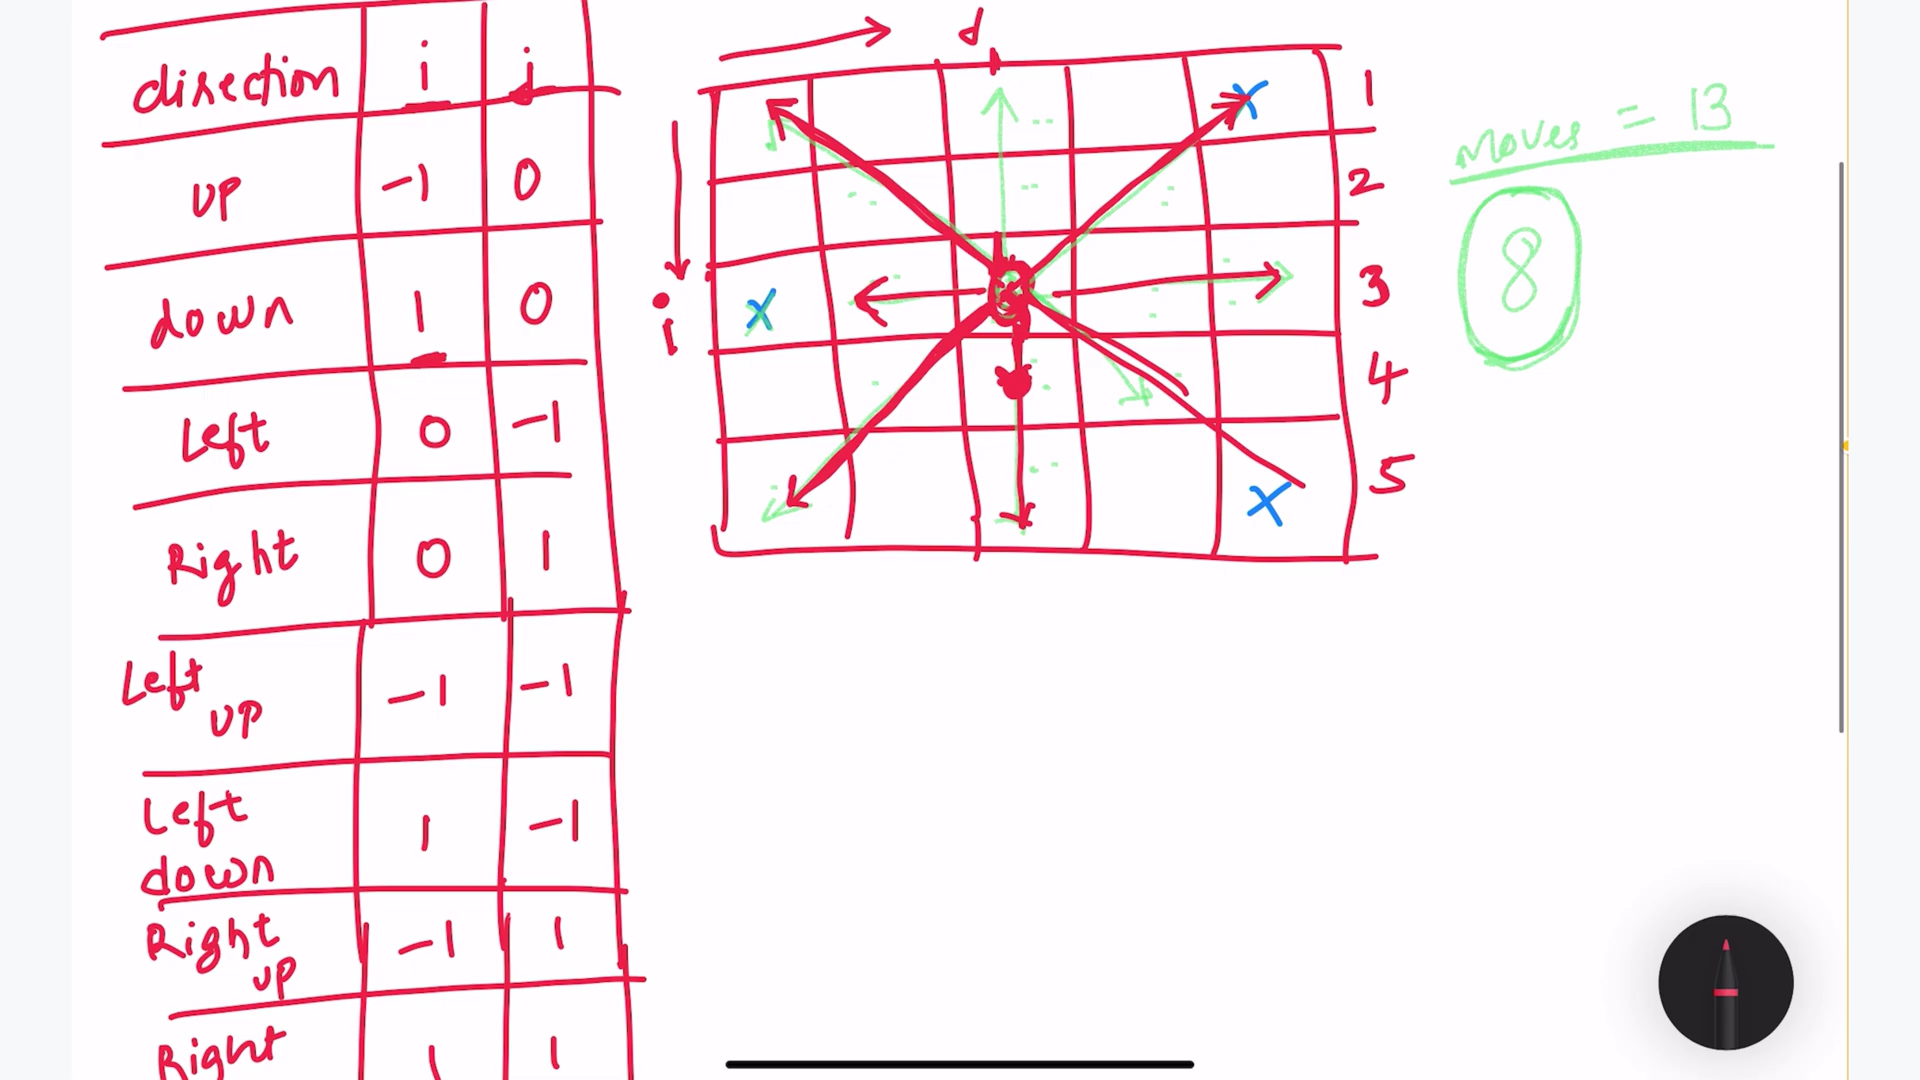 direction i j
UP -1 0
down 1 0
Left 0 -1
Right 0 1
Left UP -1 -1
Left down 1 -1
Right up -1 1
Right 1 1
i
X
X
X
1
2
3
4
5
moves = 13
8